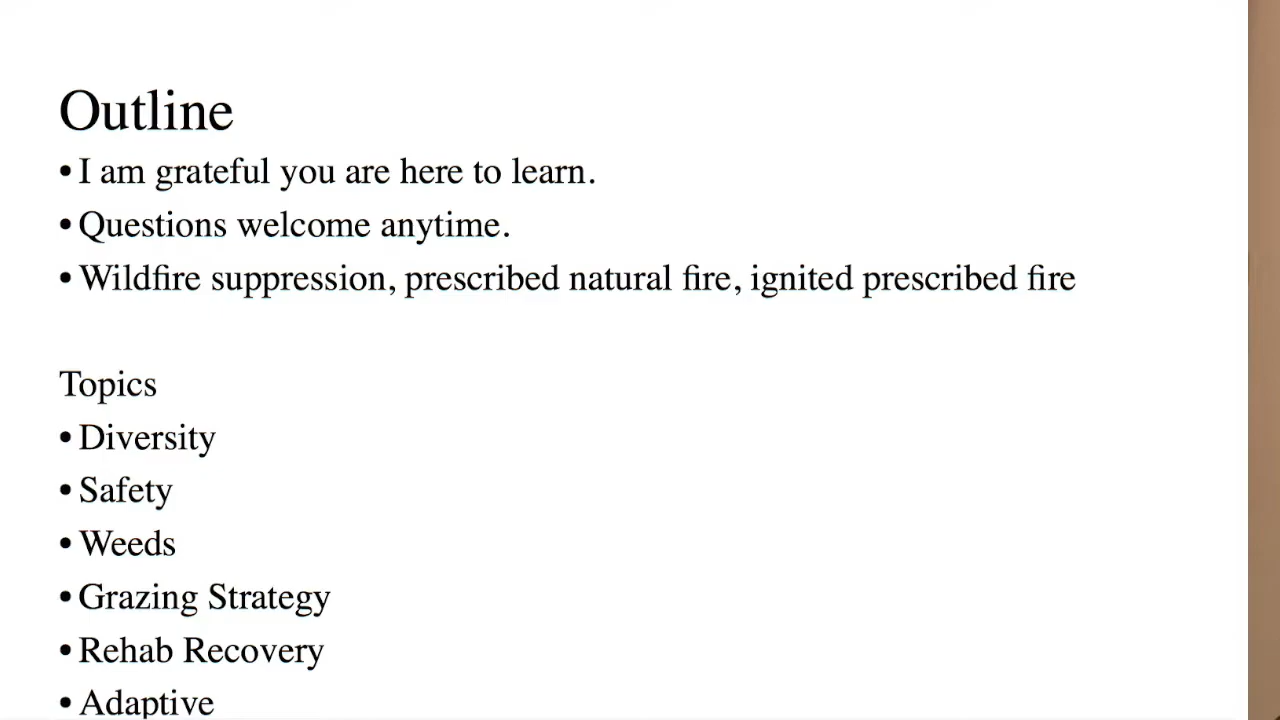 Outline
• I am grateful you are here to learn.
• Questions welcome anytime.
• Wildfire suppression, prescribed natural fire, ignited prescribed fire
Topics
• Diversity
• Safety
• Weeds
• Grazing Strategy
• Rehab Recovery
• Adaptive